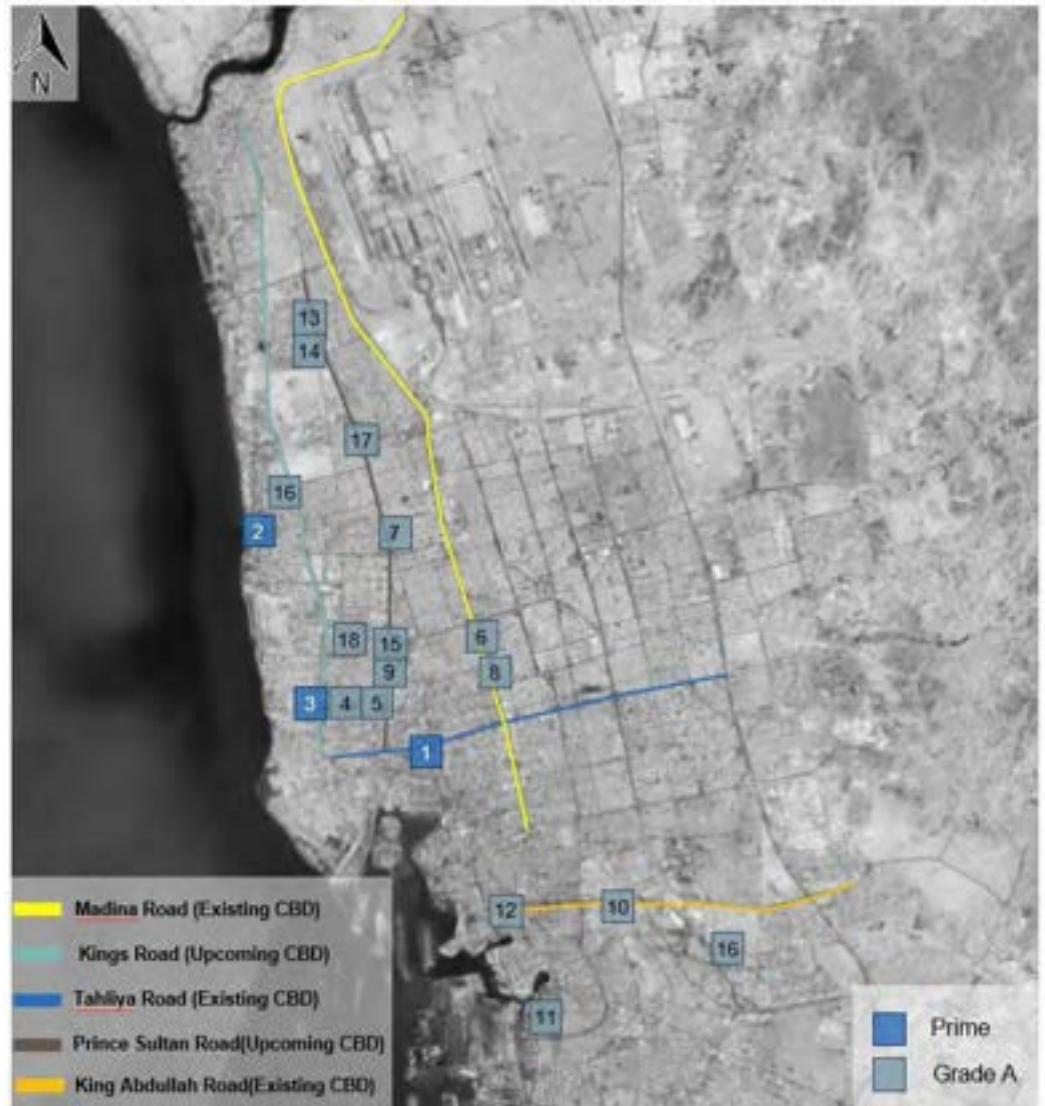 N
13
14
17
16
2
7
18
15
6
9
8
3
4
5
1
12
10
16
11
Madina Road (Existing CBD)
Kings Road (Upcoming CBD)
Tahliya Road (Existing CBD)
Prince Sultan Road(Upcoming CBD)
King Abdullah Road(Existing CBD)
Prime
Grade A